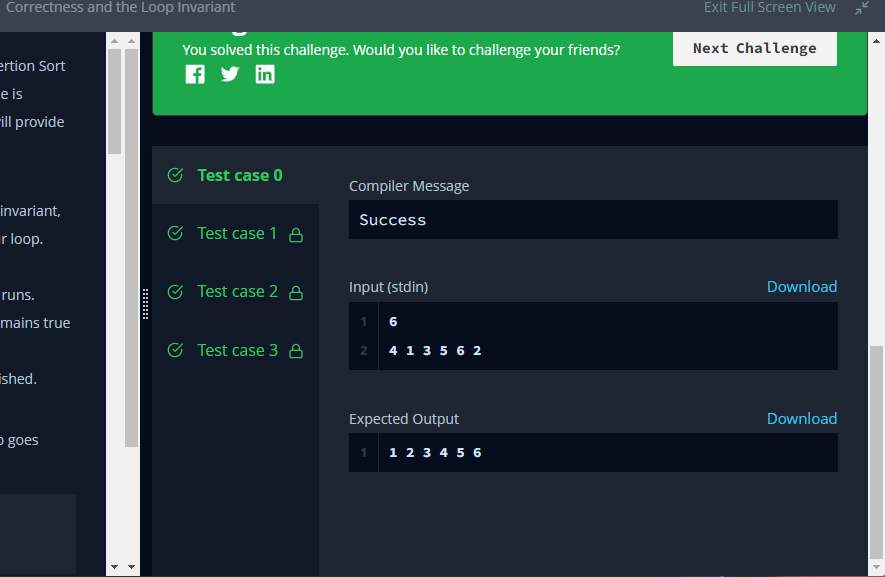 Correctness and the Loop Invariant
Exit Full Screen View
ertion Sort
e is
ill provide
invariant,
r loop.
runs.
mains true
ished.
goes
You solved this challenge. Would you like to challenge your friends?
Next Challenge
Test case 0
Test case 1
Test case 2
Test case 3
Compiler Message
Success
Input (stdin)
Download
1 6
2 4 1 3 5 6 2
Expected Output
Download
1 1 2 3 4 5 6